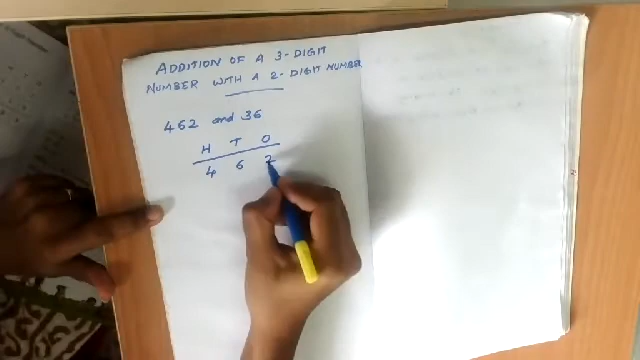 ADDITION OF A 3-DIGIT
NUMBER WITH A 2-DIGIT NUMBER
462 and 36
H T O
4 6 2